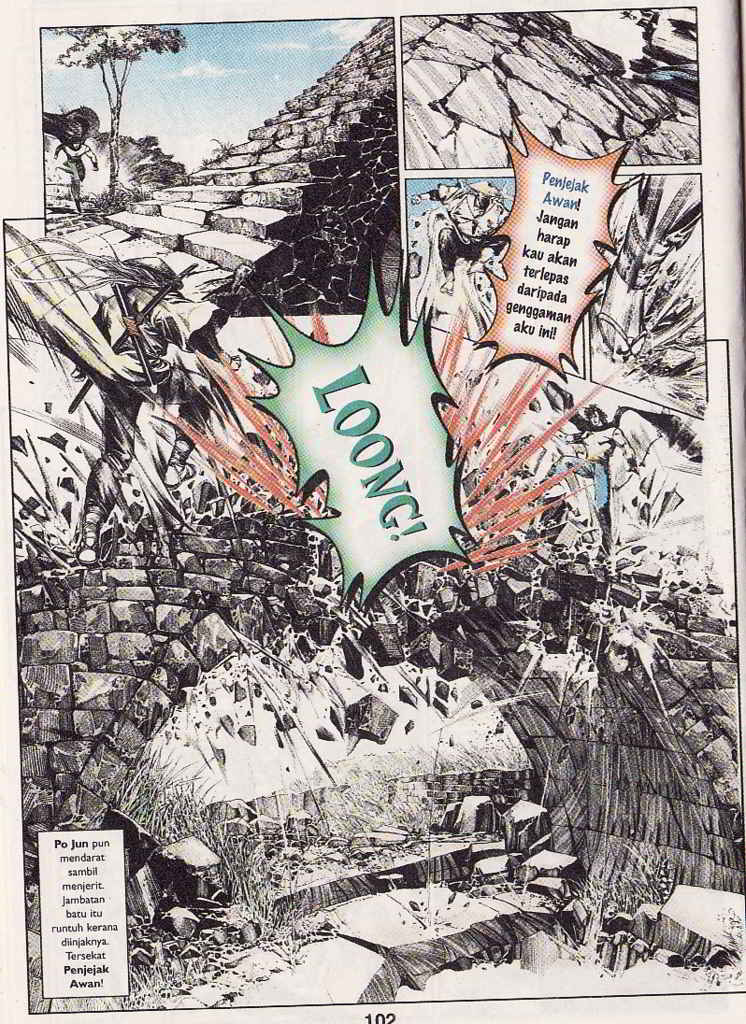 Penjejak
Awan!
Jangan
harap
kau akan
terlepas
daripada
genggaman
aku ini!
LOONG!
Po Jun pun
mendarat
sambil
menjerit.
Jambatan
batu itu
runtuh kerana
diinjaknya.
Tersekat
Penjejak
Awan!
102